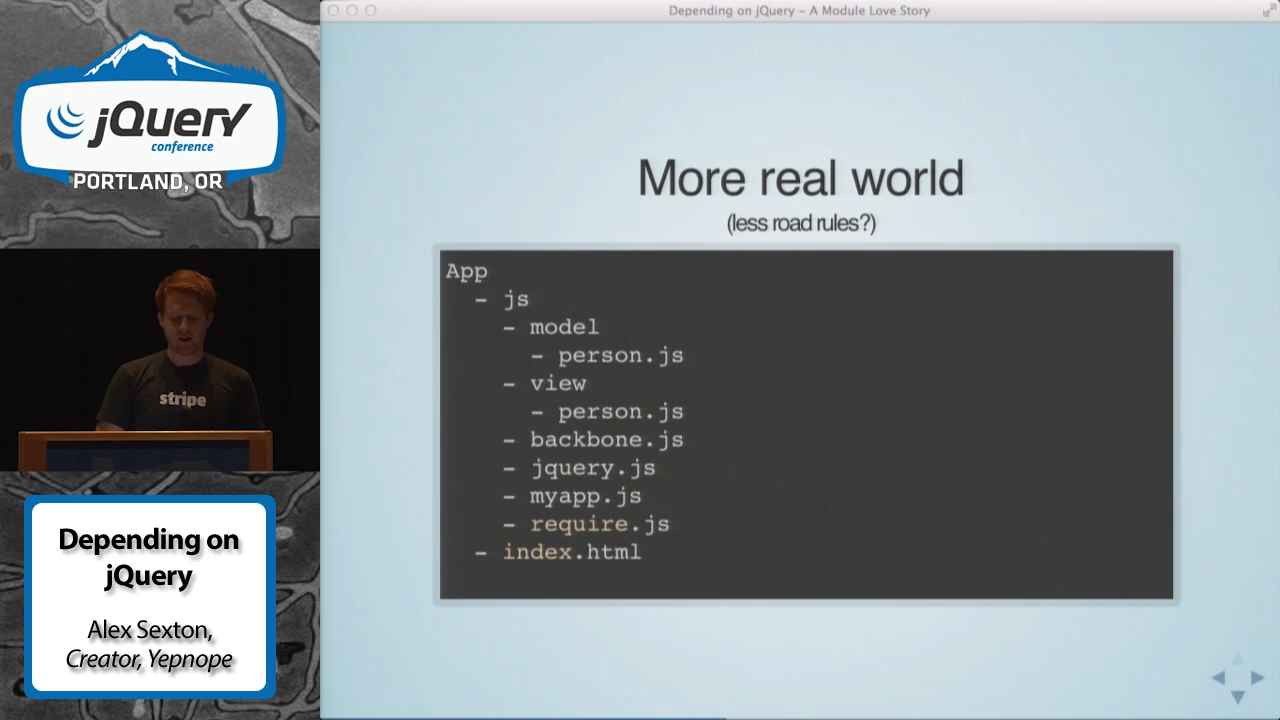 jQuery
conference
PORTLAND, OR
stripe
Depending on
jQuery
Alex Sexton,
Creator, Yepnope
Depending on jQuery – A Module Love Story
More real world
(less road rules?)
App
- js
- model
- person.js
- view
- person.js
- backbone.js
- jquery.js
- myapp.js
- require.js
- index.html